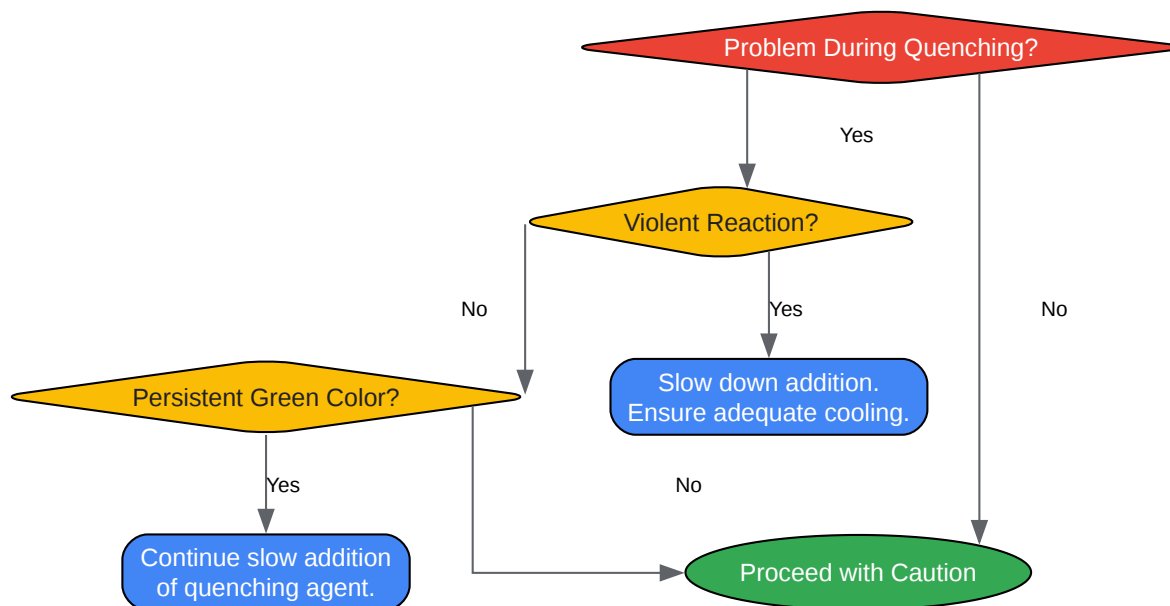 Problem During Quenching?
Yes
Violent Reaction?
No
Yes
No
Slow down addition.
Ensure adequate cooling.
Persistent Green Color?
Yes
No
Continue slow addition
of quenching agent.
Proceed with Caution